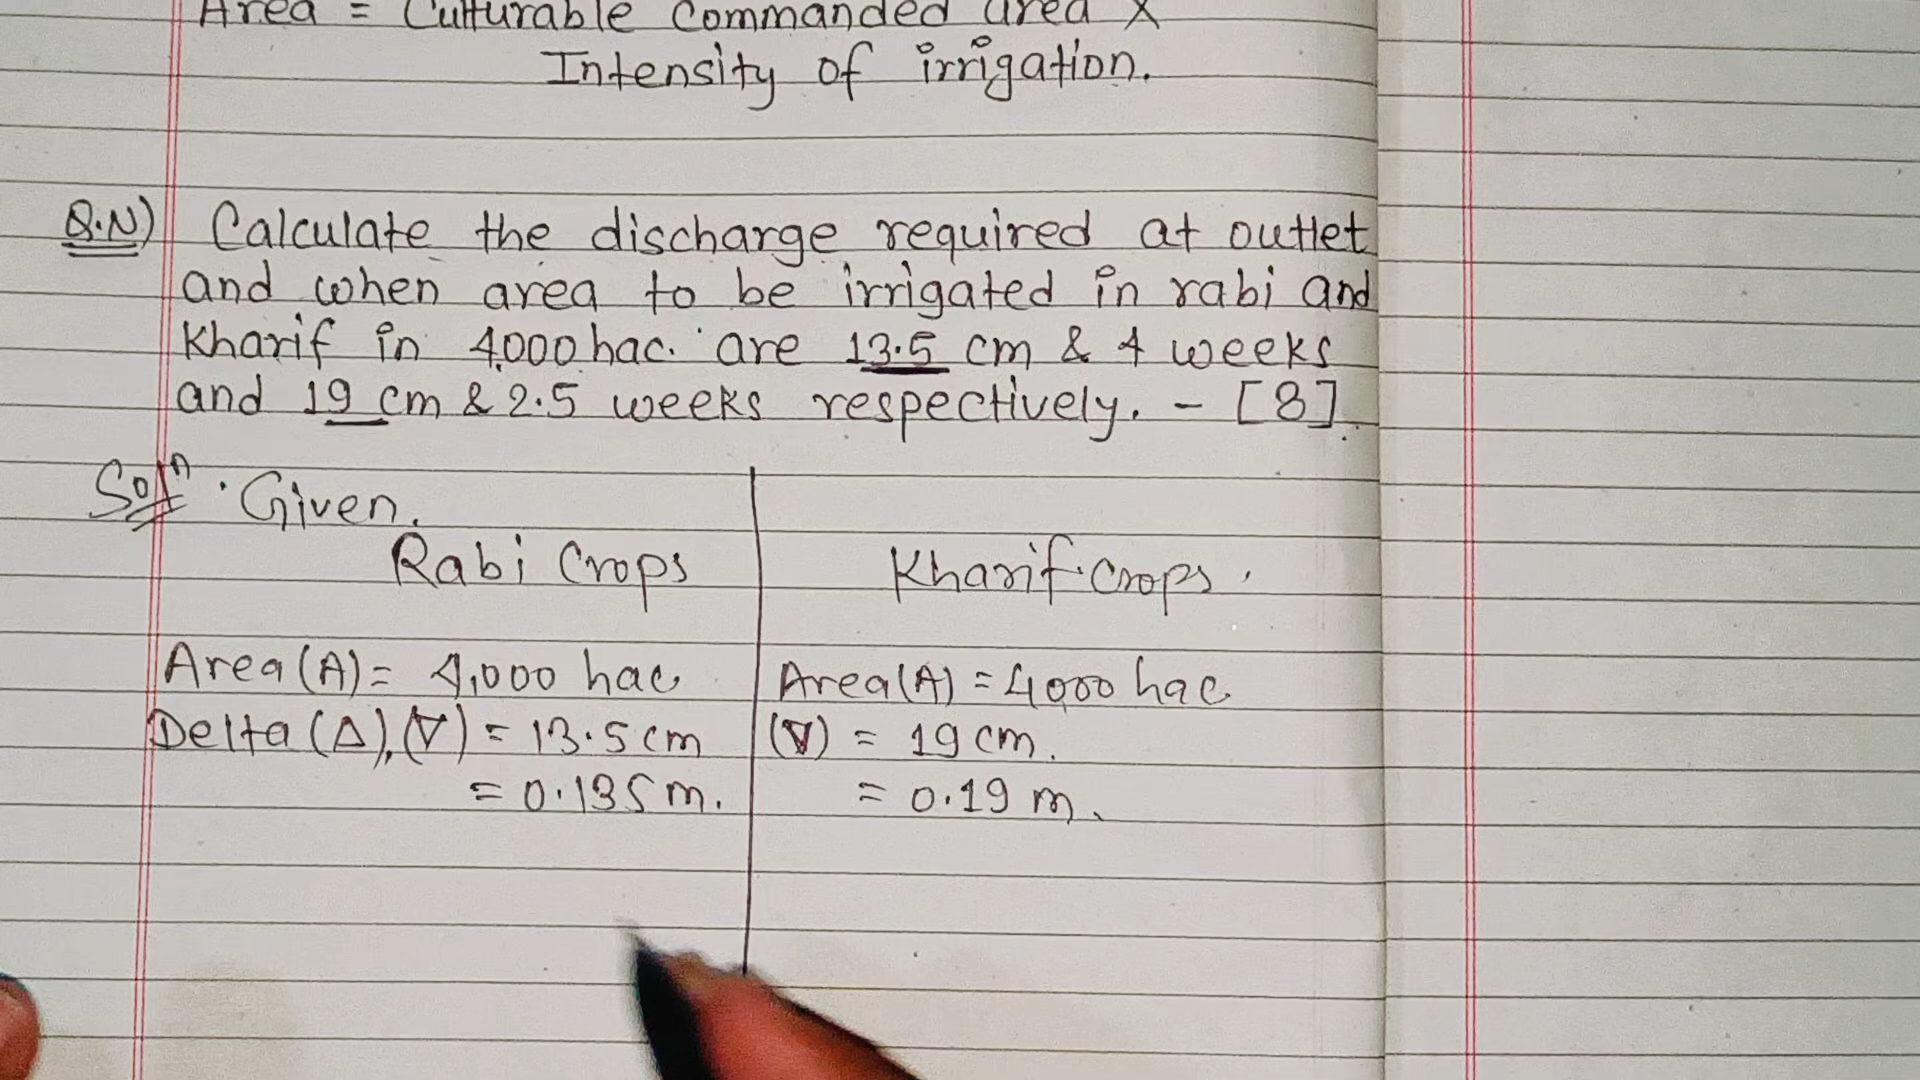 Area = Culturable Commanded area X
Intensity of irrigation.
Q.N) Calculate the discharge required at outlet
and when area to be irrigated in rabi and
Kharif in 4,000 hac. are 13.5 cm & 4 weeks
and 19 cm & 2.5 weeks respectively. - [8]
Solⁿ. Given,
Rabi Crops
Kharif Crops.
Area (A) = 4,000 hac
Delta (Δ), (∇) = 13.5 cm
= 0.135 m.
Area (A) = 4000 hac
(∇) = 19 cm.
= 0.19 m.